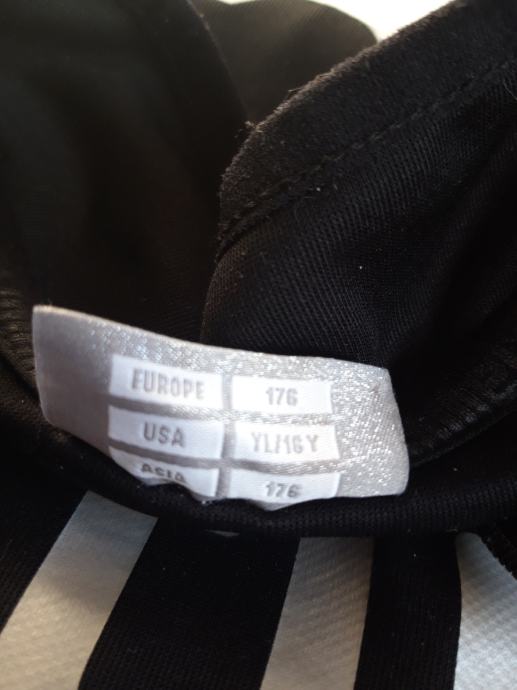 EUROPE 176
USA YL/16Y
ASIA 176